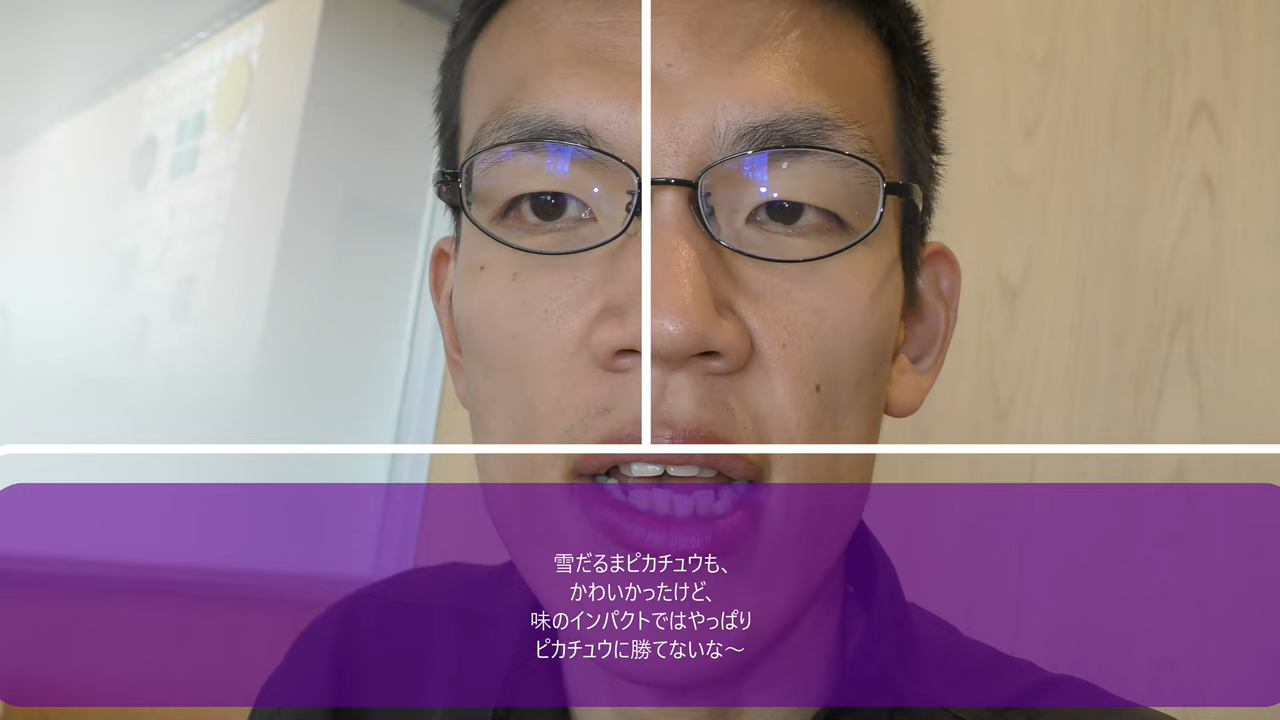 雪だるまピカチュウも、
かわいかったけど、
味のインパクトではやっぱり
ピカチュウに勝てないな～